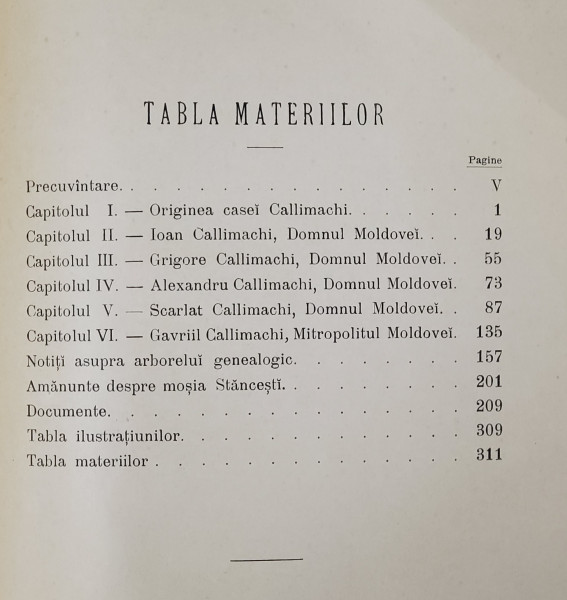 TABLA MATERIILOR
Pagine
Precuvîntare. . . . . . . . . . . . . . . V
Capitolul I. — Originea caseĭ Callimachi. . . . . . 1
Capitolul II. — Ioan Callimachi, Domnul Moldoveĭ. . . 19
Capitolul III. — Grigore Callimachi, Domnul Moldoveĭ. . 55
Capitolul IV. — Alexandru Callimachi, Domnul Moldoveĭ. 73
Capitolul V. — Scarlat Callimachi, Domnul Moldoveĭ. . 87
Capitolul VI. — Gavriil Callimachi, Mitropolitul Moldoveĭ. 135
Notiți asupra arboreluĭ genealogic. . . . . . . . 157
Amănunte despre moșia Stănceștĭ. . . . . . . . 201
Documente. . . . . . . . . . . . . . . 209
Tabla ilustrațiunilor. . . . . . . . . . . . 309
Tabla materiilor . . . . . . . . . . . . . 311